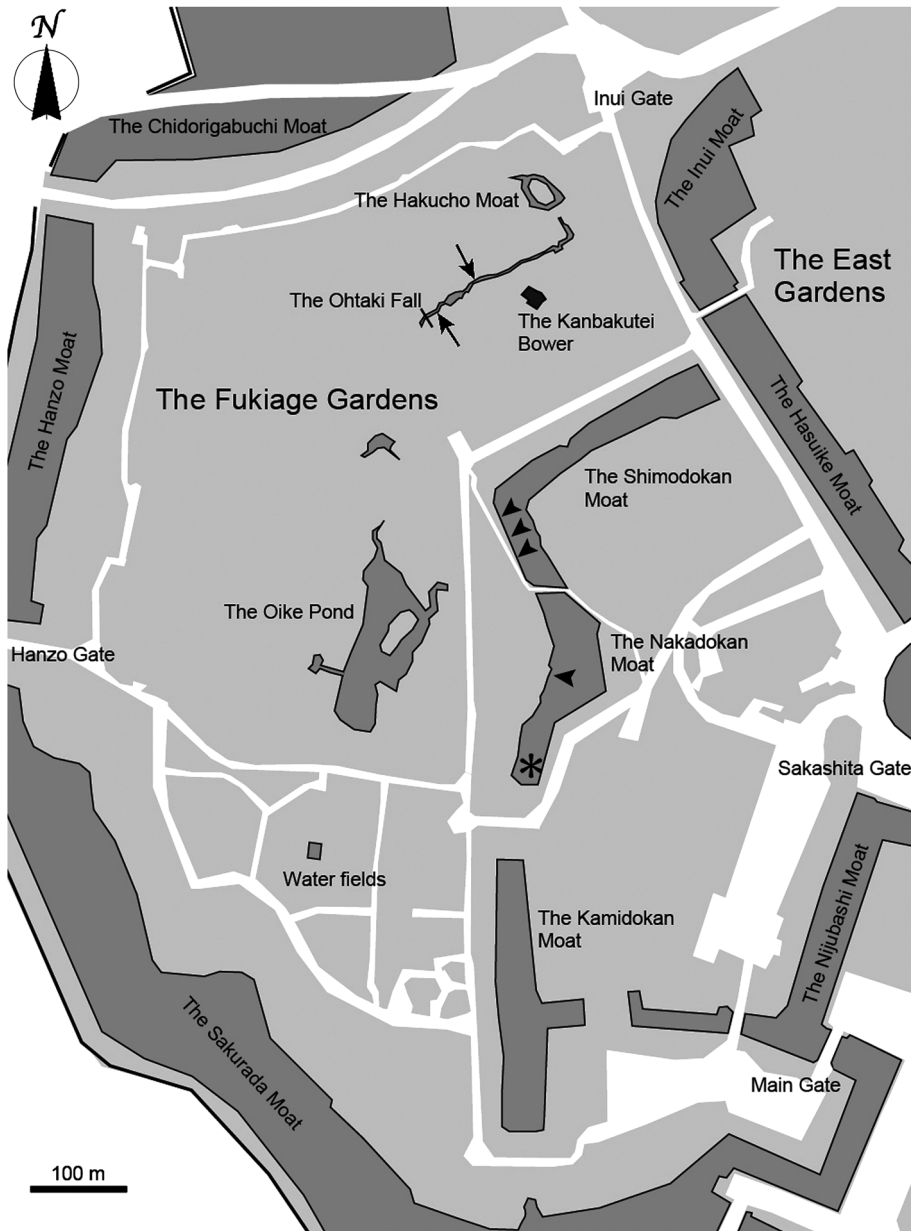 N
Inui Gate
The Chidorigabuchi Moat
The Inui Moat
The Hakucho Moat
The East
Gardens
The Ohtaki Fall
The Kanbakutei
Bower
The Hanzo Moat
The Fukiage Gardens
The Hasuike Moat
The Shimodokan
Moat
The Oike Pond
The Nakadokan
Moat
Hanzo Gate
*
Sakashita Gate
Water fields
The Kamidokan
Moat
The Nijubashi Moat
The Sakurada Moat
Main Gate
100 m